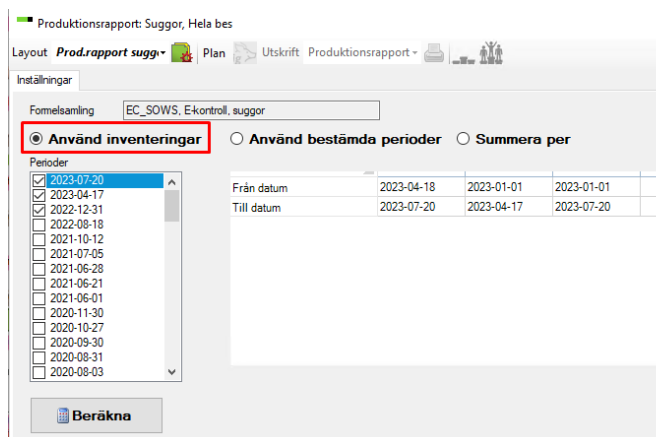 Produktionsrapport: Suggor, Hela bes
Layout Prod.rapport sugg Plan Utskrift Produktionsrapport
Inställningar
Formelsamling EC_SOWS, E-kontroll, suggor
Använd inventeringar Använd bestämda perioder Summera per
Perioder
2023-07-20
2023-04-17
2022-12-31
2022-08-18
2021-10-12
2021-07-05
2021-06-28
2021-06-21
2021-06-01
2020-11-30
2020-10-27
2020-09-30
2020-08-31
2020-08-03
Från datum 2023-04-18 2023-01-01 2023-01-01
Till datum 2023-07-20 2023-04-17 2023-07-20
Beräkna